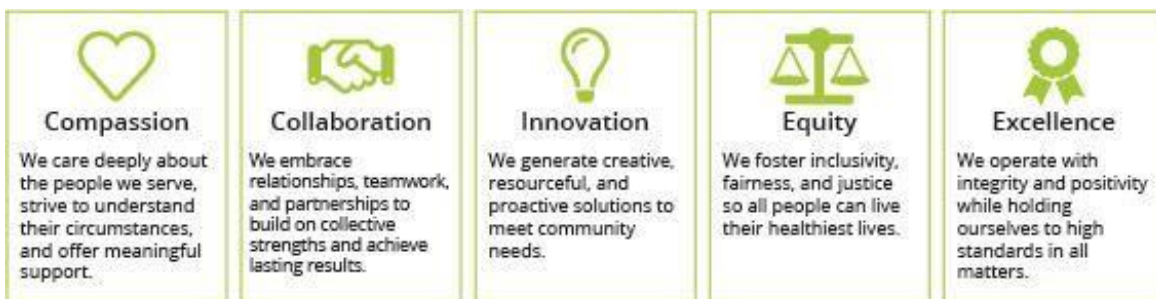 Compassion
We care deeply about
the people we serve,
strive to understand
their circumstances,
and offer meaningful
support.
Collaboration
We embrace
relationships, teamwork,
and partnerships to
build on collective
strengths and achieve
lasting results.
Innovation
We generate creative,
resourceful, and
proactive solutions to
meet community
needs.
Equity
We foster inclusivity,
fairness, and justice
so all people can live
their healthiest lives.
Excellence
We operate with
integrity and positivity
while holding
ourselves to high
standards in all
matters.